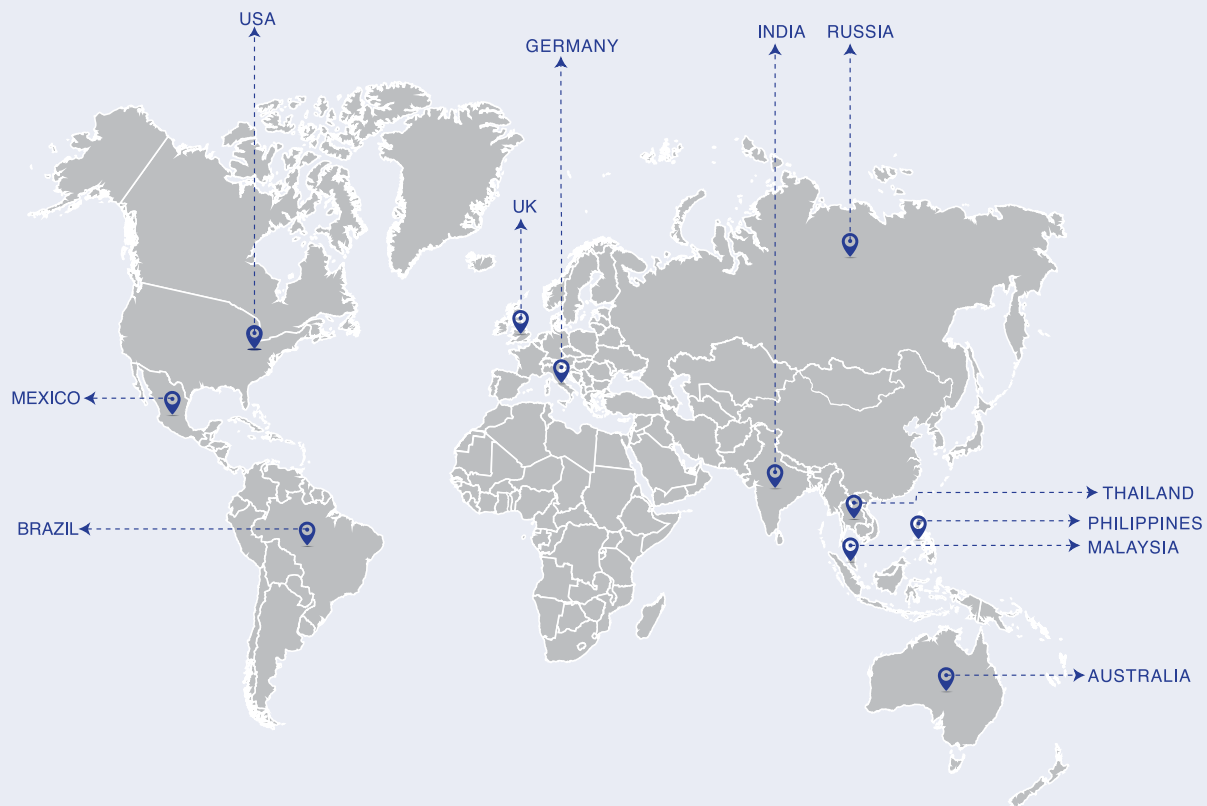 USA
GERMANY
INDIA
RUSSIA
UK
MEXICO
BRAZIL
THAILAND
PHILIPPINES
MALAYSIA
AUSTRALIA